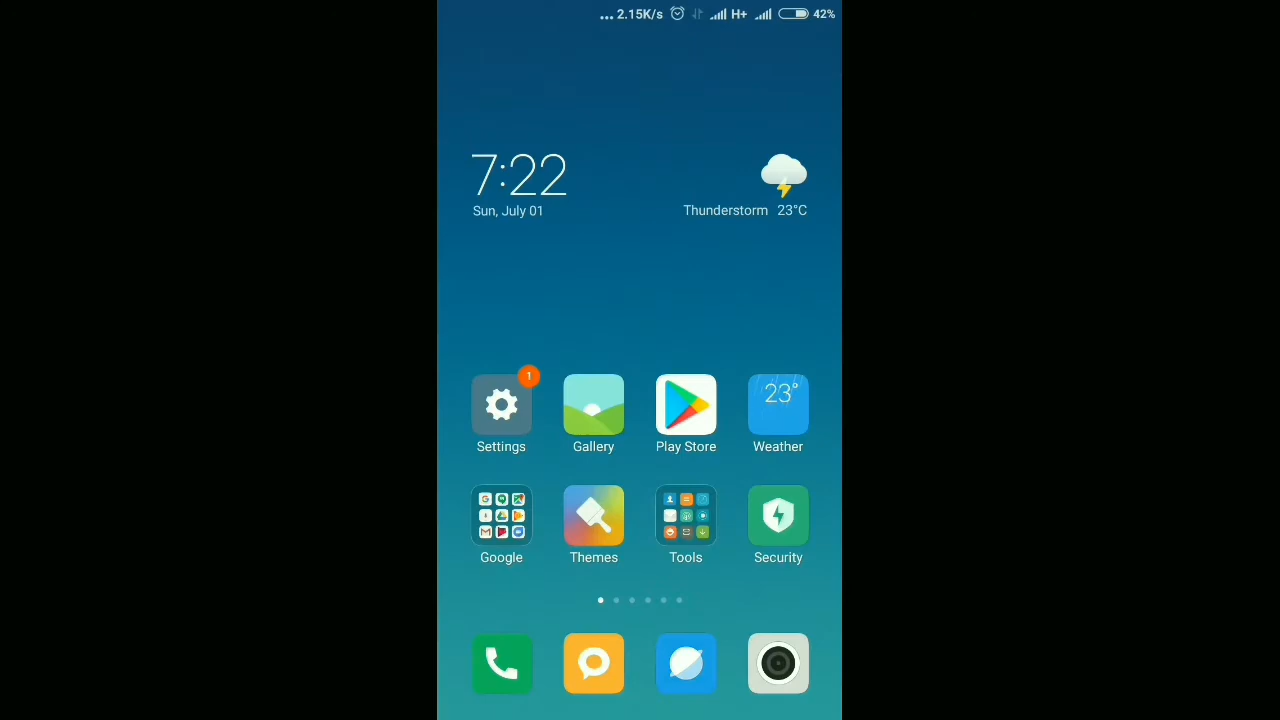 ... 2.15K/s H+ 42%
7:22
Sun, July 01
Thunderstorm 23°C
1
23°
Settings Gallery Play Store Weather
Google Themes Tools Security